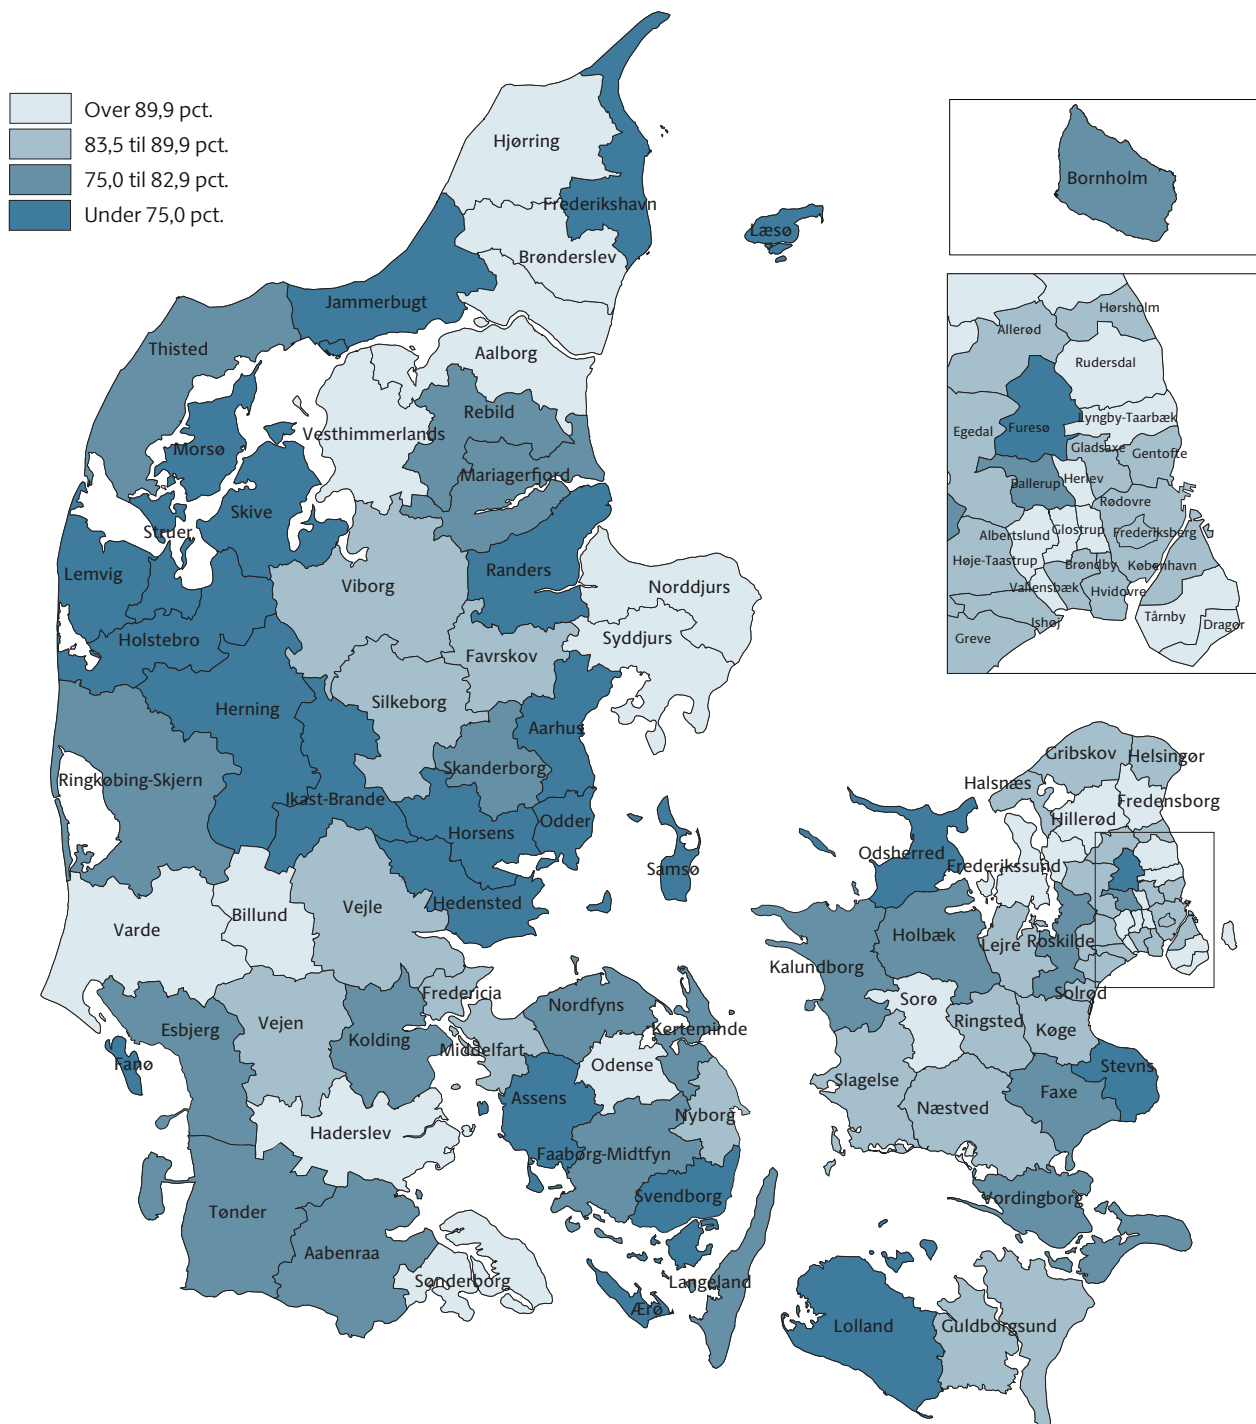 Over 89,9 pct.
83,5 til 89,9 pct.
75,0 til 82,9 pct.
Under 75,0 pct.
Hjørring
Frederikshavn
Læsø
Brønderslev
Jammerbugt
Thisted
Aalborg
Rebild
Vesthimmerlands
Morsø
Mariagerfjord
Skive
Struer
Lemvig
Randers
Viborg
Norddjurs
Holstebro
Syddjurs
Favrskov
Silkeborg
Herning
Aarhus
Skanderborg
Ringkøbing-Skjern
Ikast-Brande
Horsens
Odder
Samsø
Hedensted
Vejle
Billund
Varde
Fredericia
Nordfyns
Esbjerg
Vejen
Kolding
Kerteminde
Middelfart
Odense
Fanø
Assens
Nyborg
Haderslev
Faaborg-Midtfyn
Svendborg
Tønder
Aabenraa
Sønderborg
Langeland
Ærø
Bornholm
Hørsholm
Allerød
Rudersdal
Lyngby-Taarbæk
Furesø
Egedal
Gladsaxe
Gentofte
Ballerup
Herlev
Rødovre
Albertslund
Glostrup
Frederiksberg
Høje-Taastrup
Brøndby
København
Vallensbæk
Hvidovre
Ishøj
Tårnby
Dragør
Greve
Gribskov
Helsingør
Halsnæs
Fredensborg
Hillerød
Odsherred
Frederikssund
Holbæk
Lejre
Roskilde
Kalundborg
Solrød
Sorø
Ringsted
Køge
Stevns
Slagelse
Faxe
Næstved
Vordingborg
Lolland
Guldborgsund